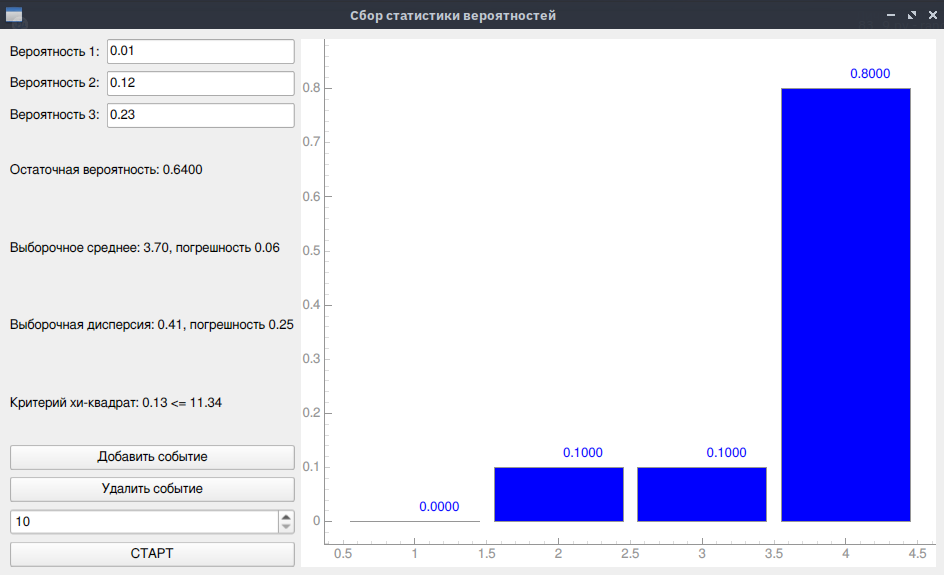 Сбор статистики вероятностей
Вероятность 1: 0.01
Вероятность 2: 0.12
Вероятность 3: 0.23
Остаточная вероятность: 0.6400
Выборочное среднее: 3.70, погрешность 0.06
Выборочная дисперсия: 0.41, погрешность 0.25
Критерий хи-квадрат: 0.13 <= 11.34
Добавить событие
Удалить событие
10
СТАРТ
0.8
0.7
0.6
0.5
0.4
0.3
0.2
0.1
0
0.0000
0.1000
0.1000
0.8000
0.5 1 1.5 2 2.5 3 3.5 4 4.5